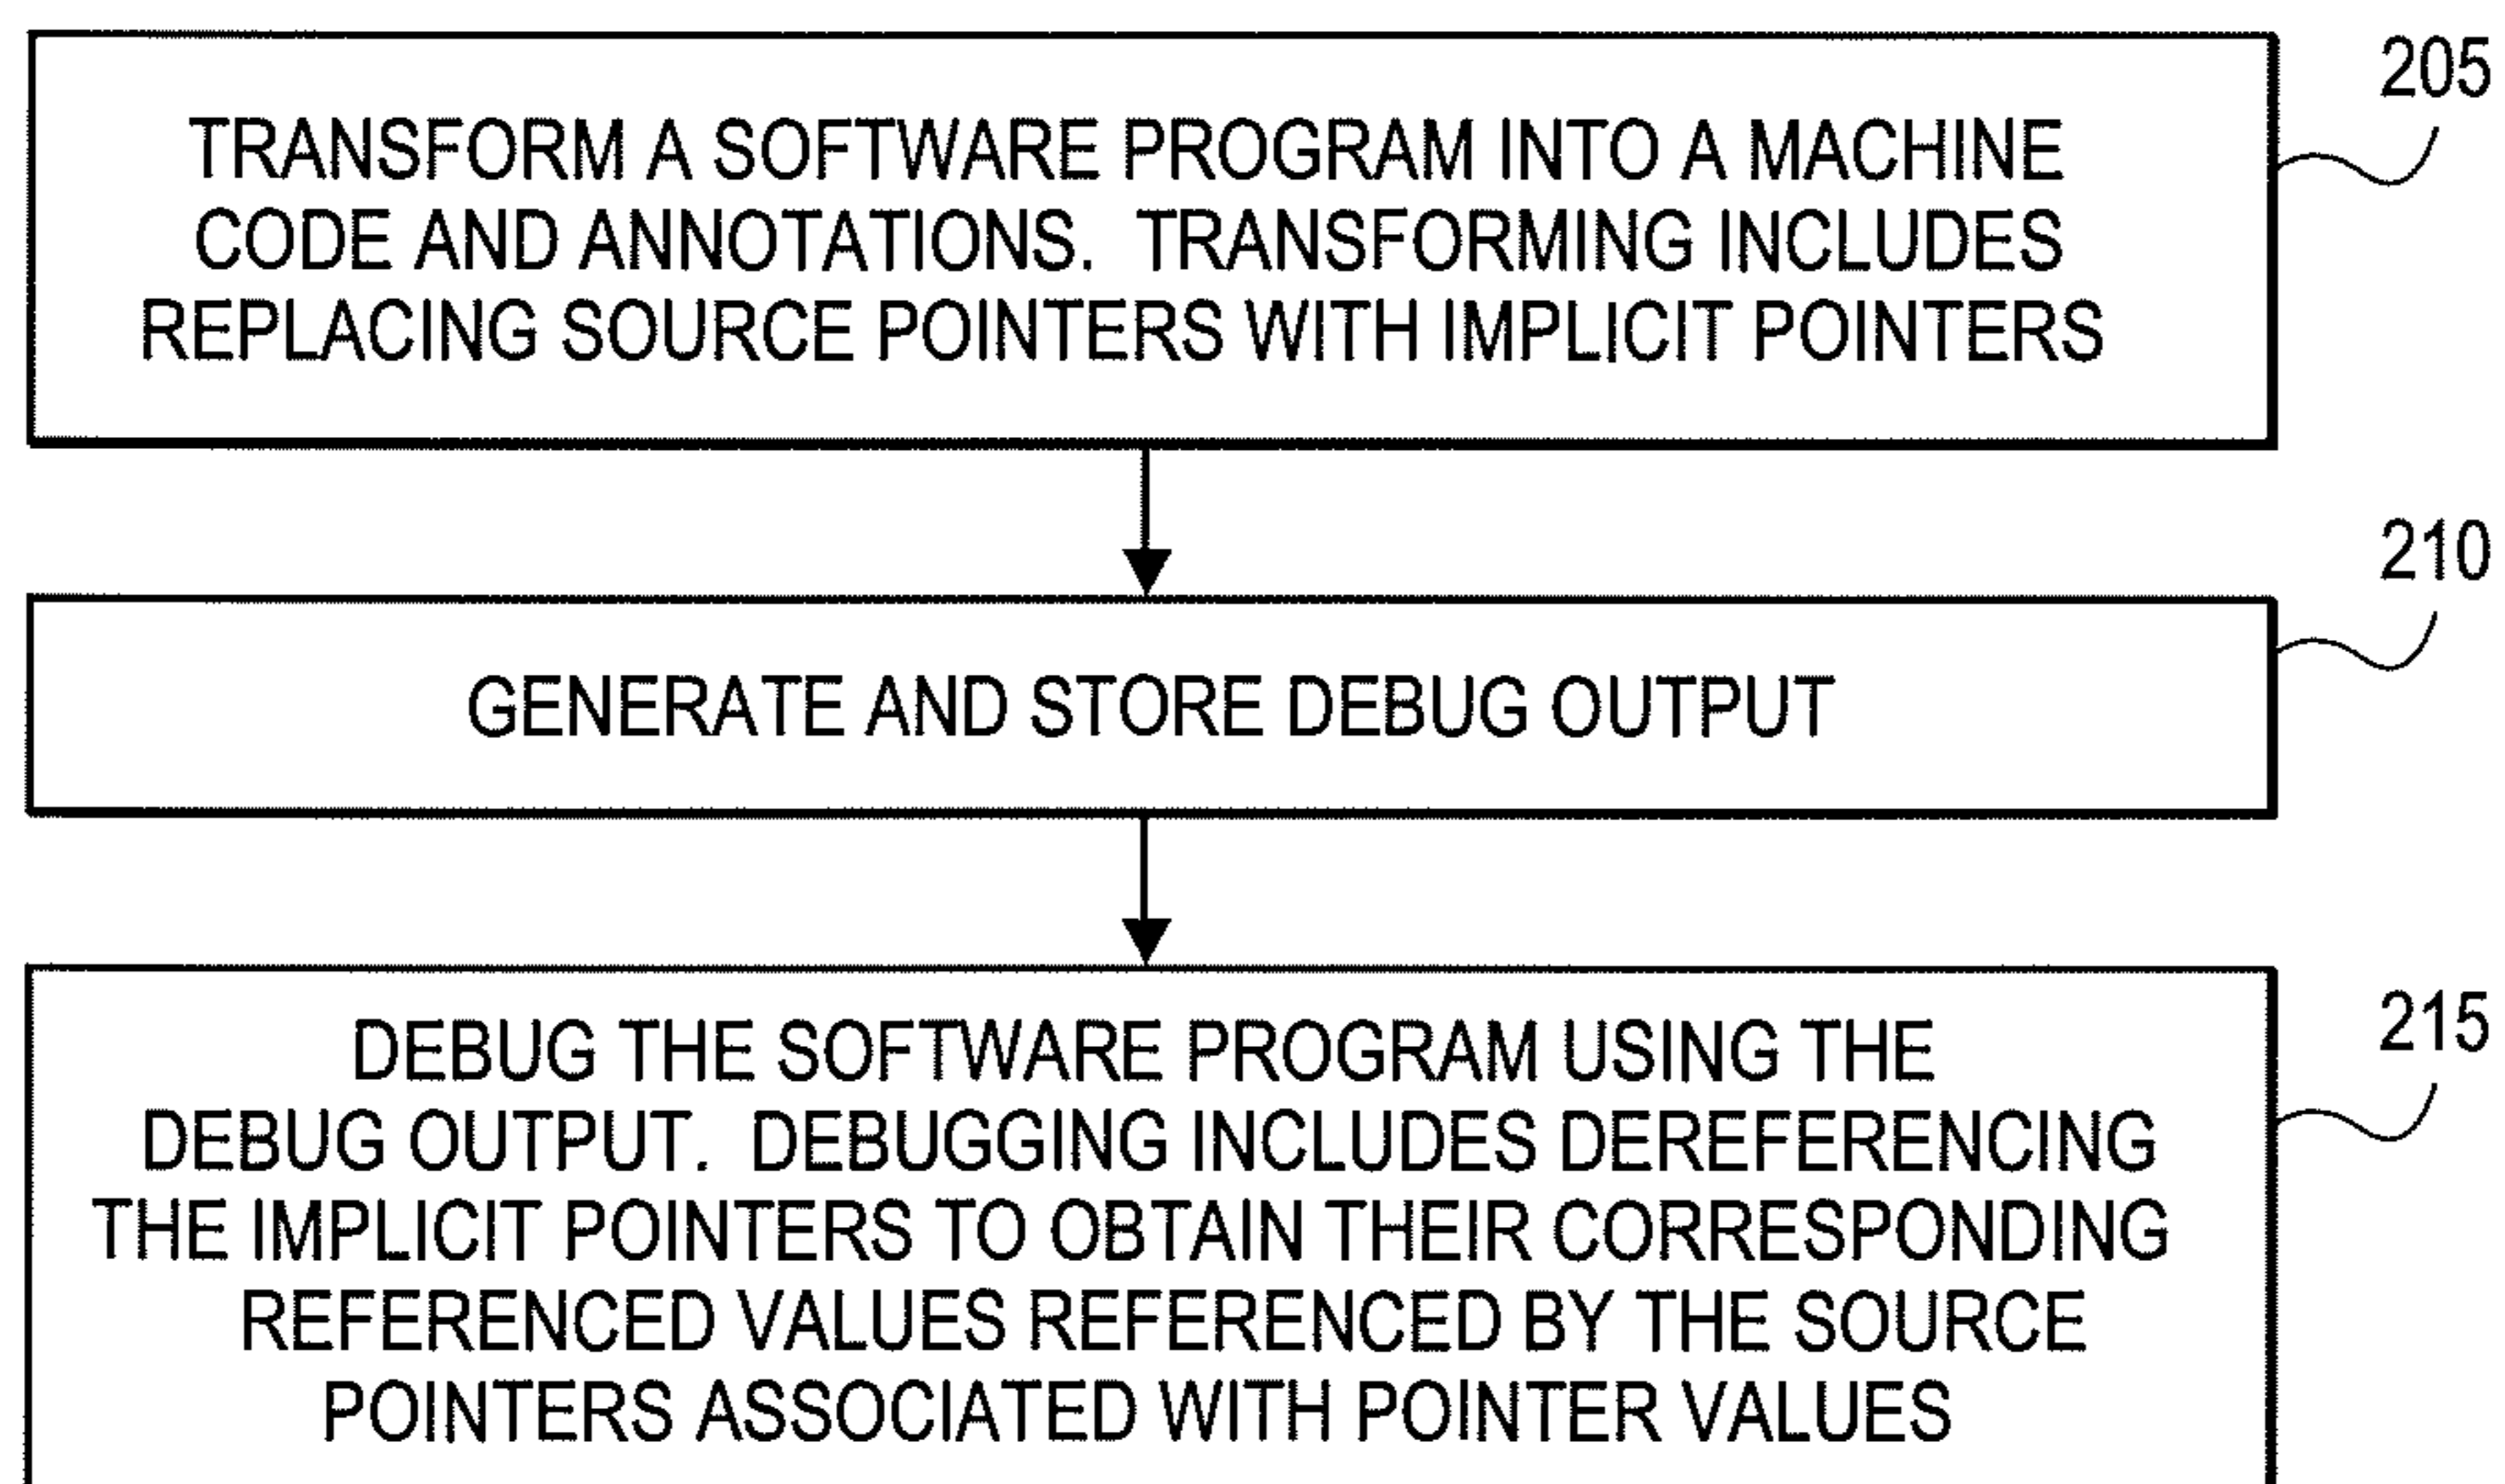 205
TRANSFORM A SOFTWARE PROGRAM INTO A MACHINE
CODE AND ANNOTATIONS. TRANSFORMING INCLUDES
REPLACING SOURCE POINTERS WITH IMPLICIT POINTERS
210
GENERATE AND STORE DEBUG OUTPUT
215
DEBUG THE SOFTWARE PROGRAM USING THE
DEBUG OUTPUT. DEBUGGING INCLUDES DEREFERENCING
THE IMPLICIT POINTERS TO OBTAIN THEIR CORRESPONDING
REFERENCED VALUES REFERENCED BY THE SOURCE
POINTERS ASSOCIATED WITH POINTER VALUES